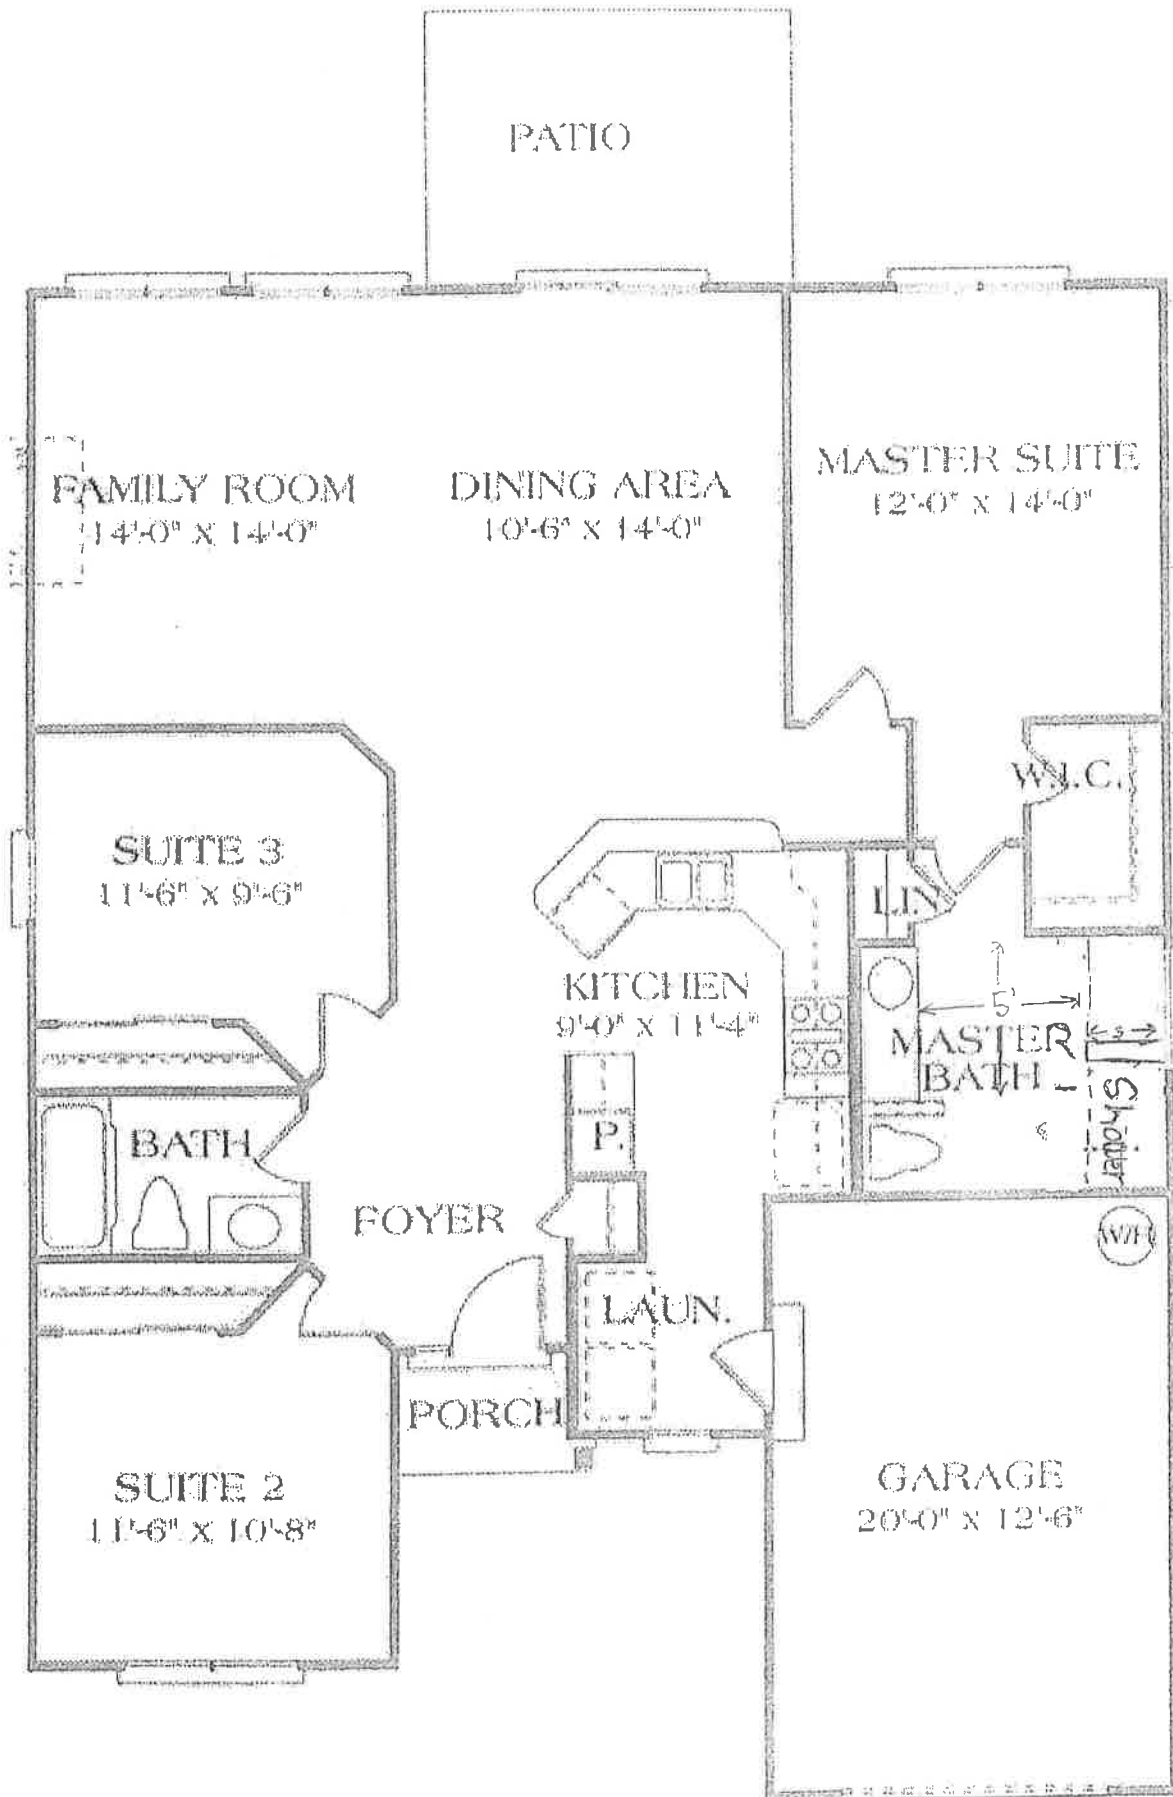 PATIO
FAMILY ROOM
14'-0" X 14'-0"
DINING AREA
10'-6" X 14'-0"
MASTER SUITE
12'-0" X 14'-0"
W.I.C.
SUITE 3
11'-6" X 9'-6"
LIN
KITCHEN
9'-0" X 11'-4"
5'
MASTER
BATH
Shower
BATH
P.
FOYER
W/H
LAUN.
PORCH
SUITE 2
11'-6" X 10'-8"
GARAGE
20'-0" X 12'-6"